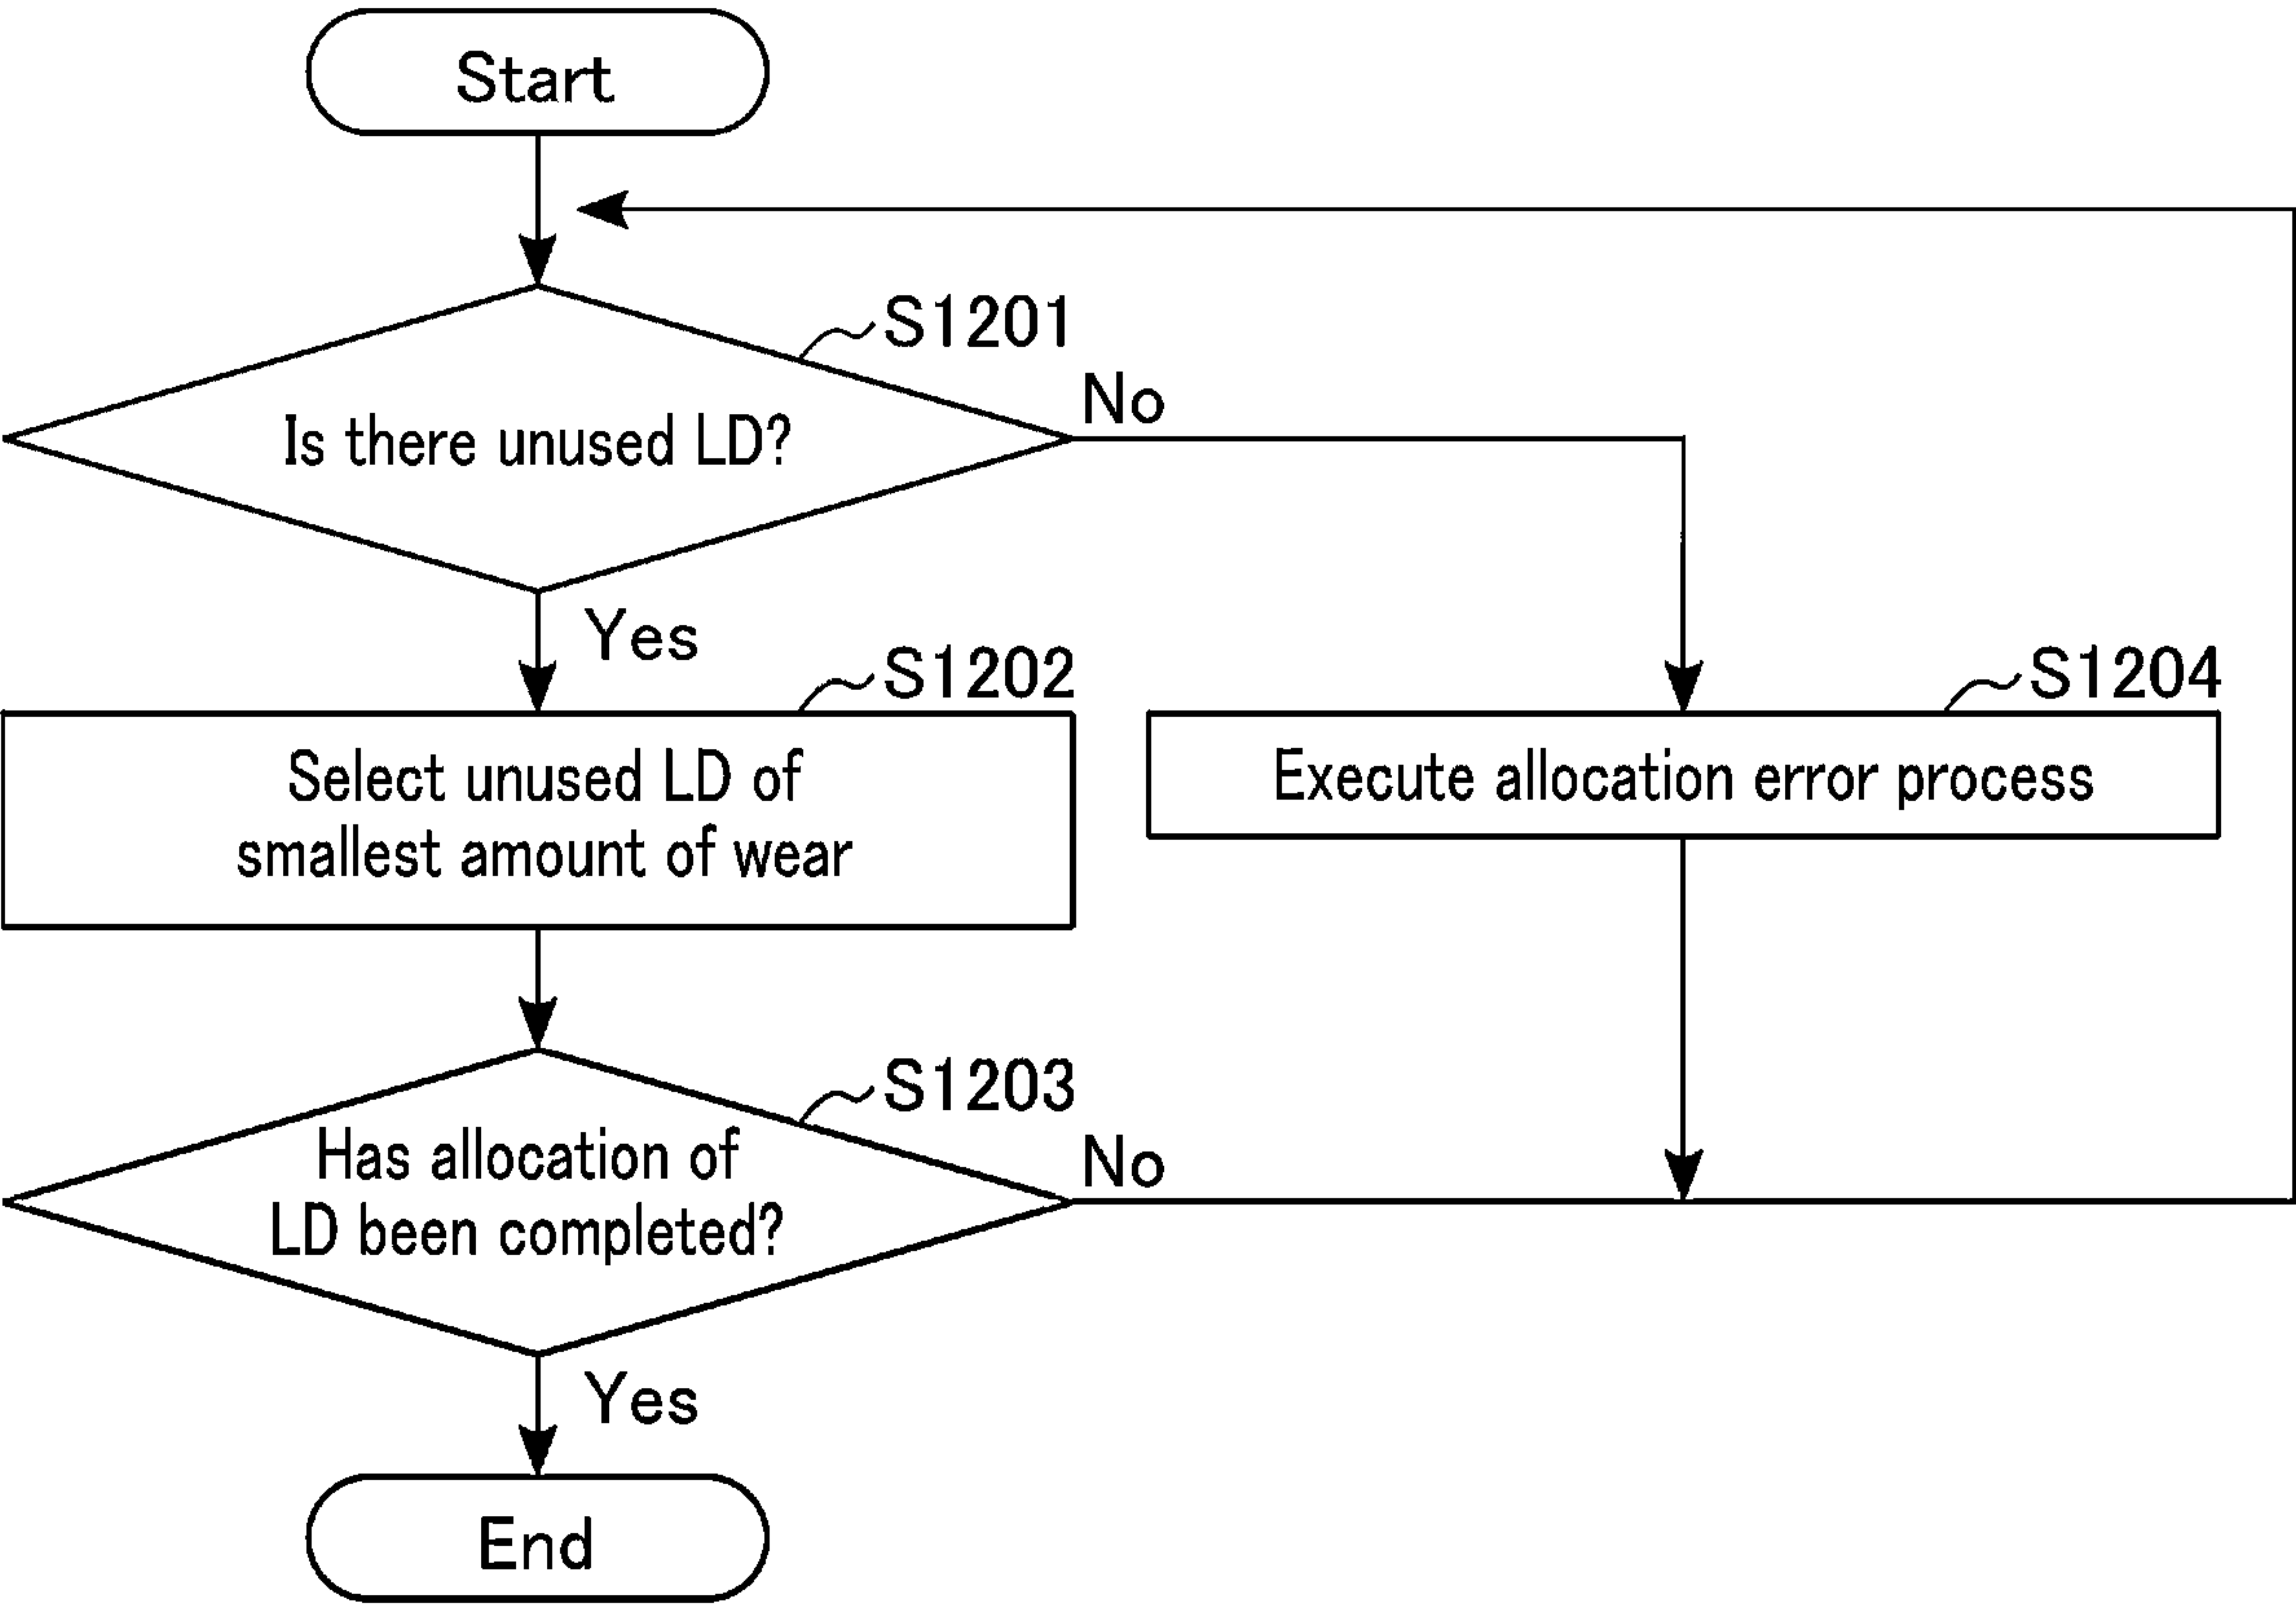 Start
S1201
Is there unused LD?
No
Yes
S1202
Select unused LD of
smallest amount of wear
S1204
Execute allocation error process
S1203
Has allocation of
LD been completed?
No
Yes
End